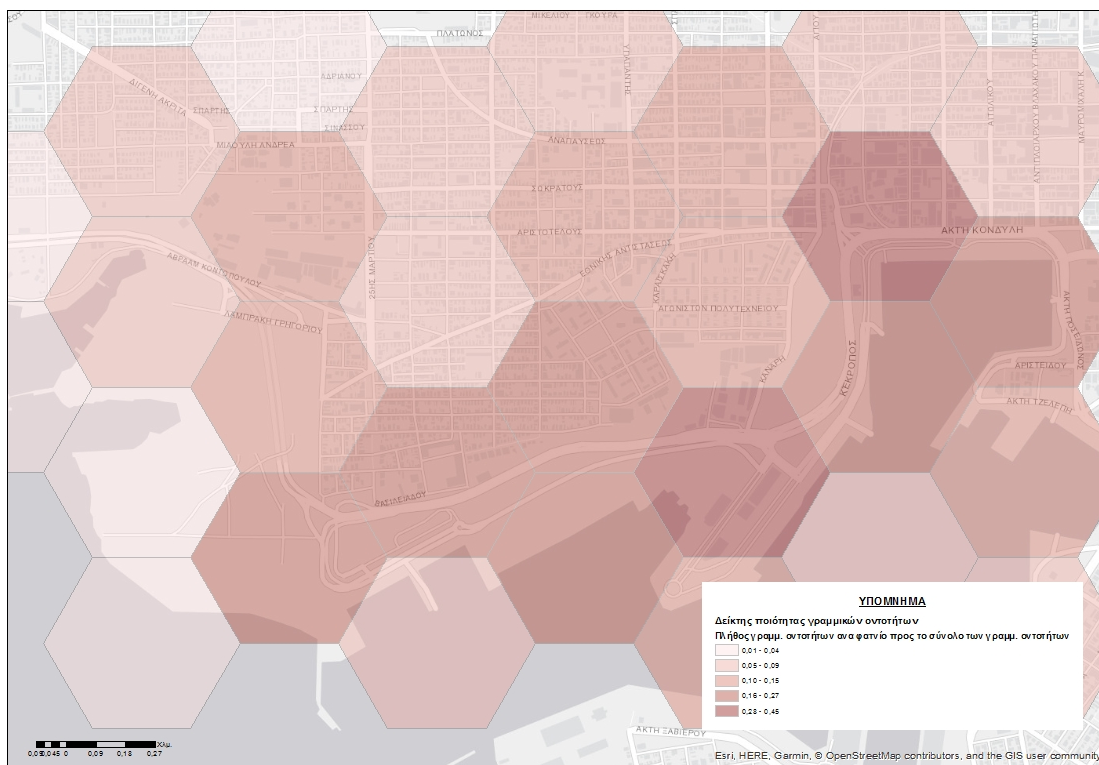 ΠΛΑΤΩΝΟΣ
ΑΔΡΙΑΝΟΥ
ΔΙΓΕΝΗ ΑΚΡΙΤΑ
ΣΠΑΡΤΗΣ
ΣΠΑΡΤΗΣ
ΣΙΝΑΣΣΟΥ
ΜΙΑΟΥΛΗ ΑΝΔΡΕΑ
ΑΝΑΠΑΥΣΕΩΣ
ΑΙΤΩΛΙΚΟΥ
ΜΑΥΡΟΜΙΧΑΛΗ Κ
ΣΩΚΡΑΤΟΥΣ
ΑΡΙΣΤΟΤΕΛΟΥΣ
ΑΚΤΗ ΚΟΝΔΥΛΗ
ΕΘΝΙΚΗΣ ΑΝΤΙΣΤΑΣΕΩΣ
25ΗΣ ΜΑΡΤΙΟΥ
ΑΒΡΑΑΜ ΚΟΝΤΟΠΟΥΛΟΥ
ΚΑΡΑΙΣΚΑΚΗ
ΛΑΜΠΡΑΚΗ ΓΡΗΓΟΡΙΟΥ
ΑΓΩΝΙΣΤΩΝ ΠΟΛΥΤΕΧΝΕΙΟΥ
ΑΚΤΗ ΠΟΣΕΙΔΩΝΟΣ
ΚΕΚΡΟΠΟΣ
ΚΑΝΑΡΗ
ΑΡΙΣΤΕΙΔΟΥ
ΑΚΤΗ ΤΖΕΛΕΠΗ
ΒΑΣΙΛΕΙΑΔΟΥ
ΥΠΟΜΝΗΜΑ
Δείκτης ποιότητας γραμμικών οντοτήτων
Πλήθος γραμμ. οντοτήτων ανα φατνίο προς το σύνολο των γραμμ. οντοτήτων
0,01 - 0,04
0,05 - 0,09
0,10 - 0,15
0,16 - 0,27
0,28 - 0,45
ΑΚΤΗ ΞΑΒΕΡΙΟΥ
Χλμ.
0 0,09 0,18 0,27
Esri, HERE, Garmin, © OpenStreetMap contributors, and the GIS user community